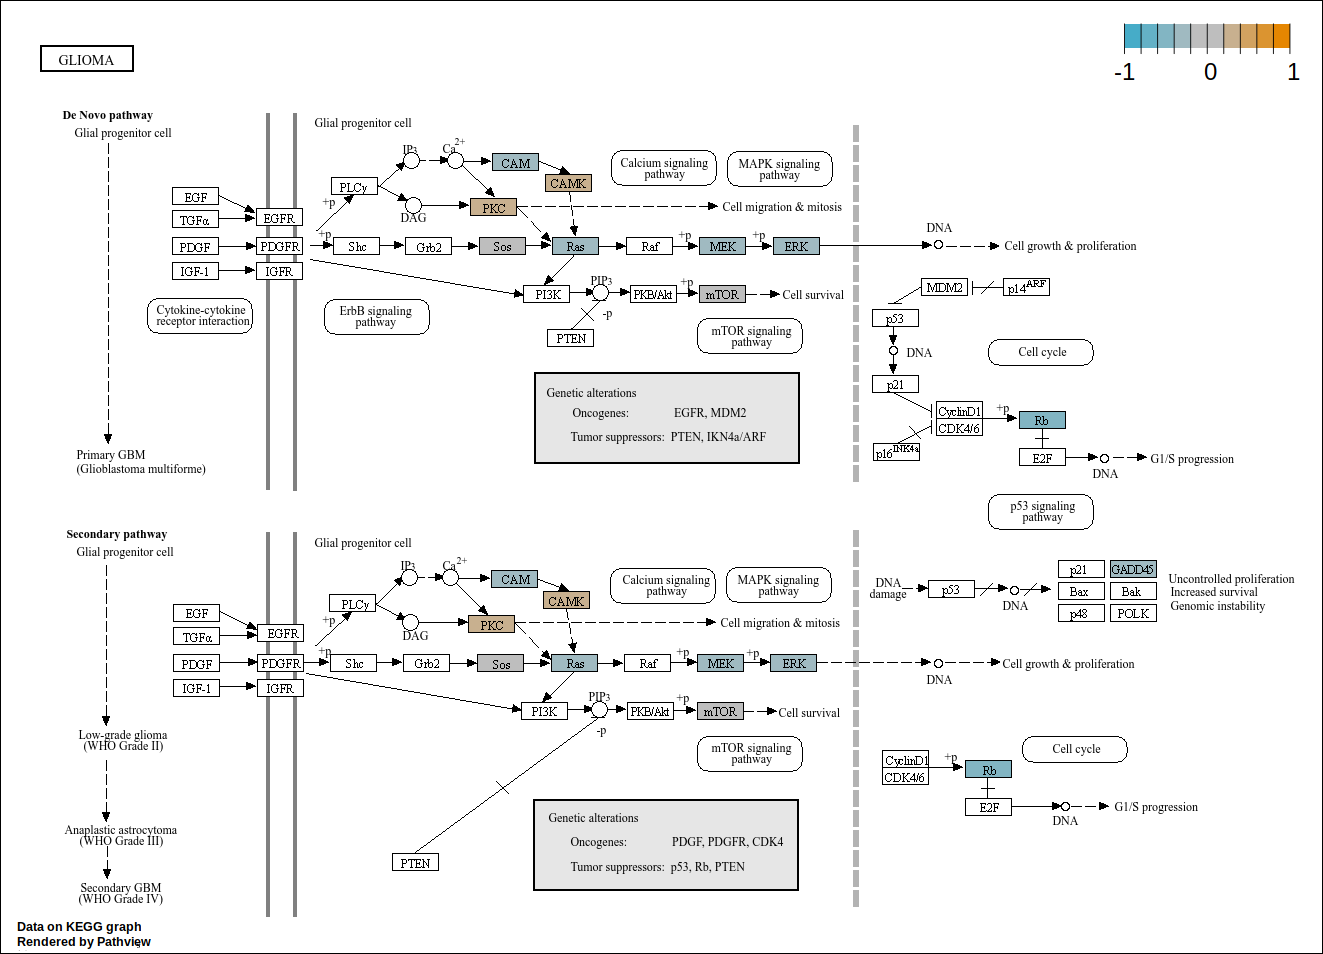 GLIOMA
-1 0 1
De Novo pathway
Glial progenitor cell
Glial progenitor cell
IP3
Ca2+
CAM
CAMK
Calcium signaling
pathway
MAPK signaling
pathway
PLCγ
EGF
+p
DAG
PKC
Cell migration & mitosis
TGFα
EGFR
+p
DNA
PDGF
PDGFR
Shc
Grb2
Sos
Ras
Raf
+p
MEK
+p
ERK
Cell growth & proliferation
IGF-1
IGFR
PI3K
PIP3
PKB/Akt
+p
mTOR
Cell survival
MDM2
p14ARF
Cytokine-cytokine
receptor interaction
ErbB signaling
pathway
-p
PTEN
mTOR signaling
pathway
p53
DNA
Cell cycle
p21
Genetic alterations
Oncogenes: EGFR, MDM2
Tumor suppressors: PTEN, IKN4a/ARF
CyclinD1
CDK4/6
+p
Rb
p16INK4a
E2F
DNA
G1/S progression
Primary GBM
(Glioblastoma multiforme)
p53 signaling
pathway
Secondary pathway
Glial progenitor cell
Glial progenitor cell
IP3
Ca2+
CAM
CAMK
Calcium signaling
pathway
MAPK signaling
pathway
PLCγ
EGF
+p
DAG
PKC
Cell migration & mitosis
TGFα
EGFR
+p
PDGF
PDGFR
Shc
Grb2
Sos
Ras
Raf
+p
MEK
+p
ERK
DNA
Cell growth & proliferation
DNA
damage
p53
DNA
p21
GADD45
Bax
Bak
p48
POLK
Uncontrolled proliferation
Increased survival
Genomic instability
IGF-1
IGFR
PI3K
PIP3
PKB/Akt
+p
mTOR
Cell survival
-p
mTOR signaling
pathway
Low-grade glioma
(WHO Grade II)
CyclinD1
CDK4/6
+p
Rb
Cell cycle
E2F
DNA
G1/S progression
Anaplastic astrocytoma
(WHO Grade III)
PTEN
Genetic alterations
Oncogenes: PDGF, PDGFR, CDK4
Tumor suppressors: p53, Rb, PTEN
Secondary GBM
(WHO Grade IV)
Data on KEGG graph
Rendered by Pathview